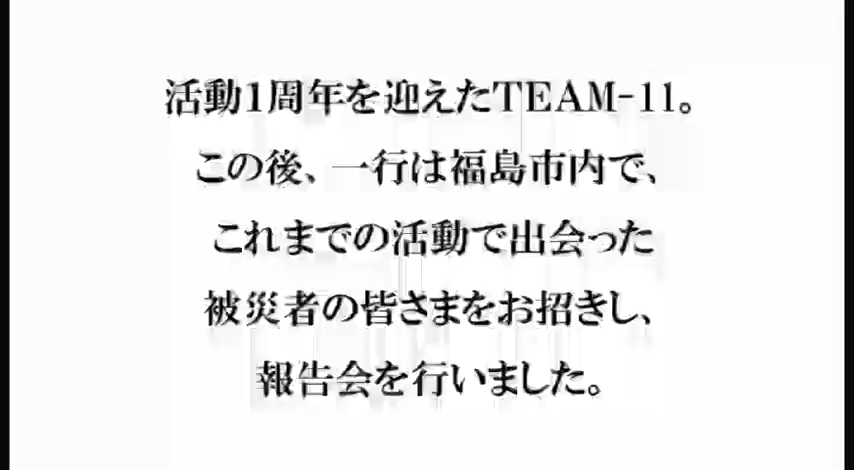 活動1周年を迎えたTEAM-11。
この後、一行は福島市内で、
これまでの活動で出会った
被災者の皆さまをお招きし、
報告会を行いました。